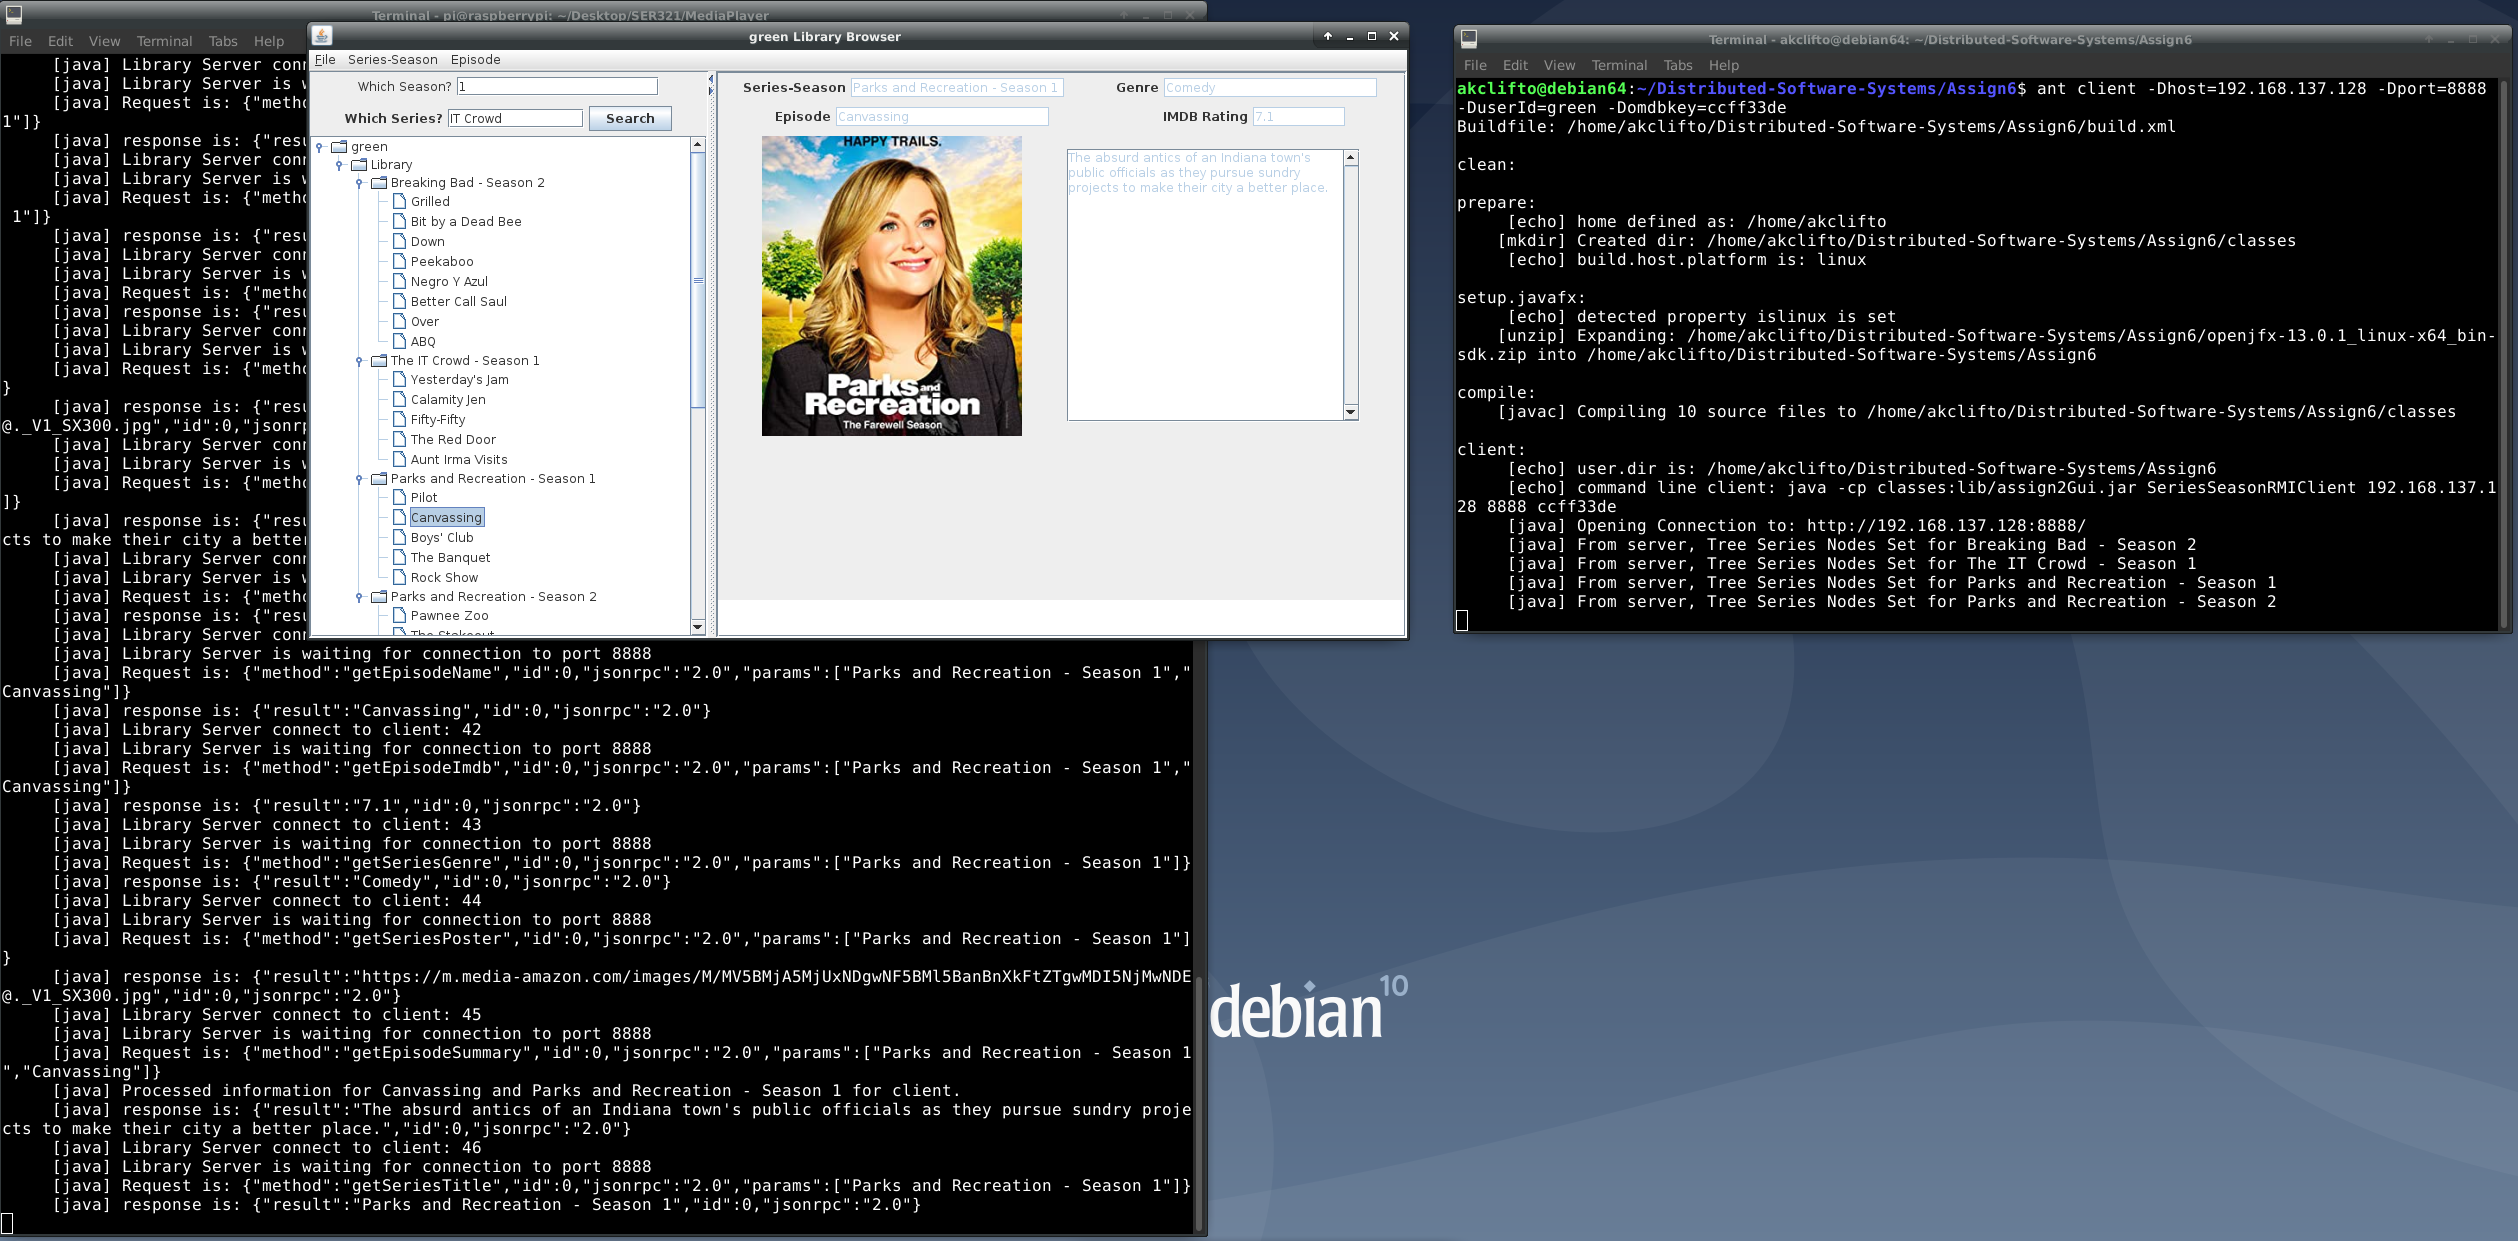 Terminal - pi@raspberrypi: ~/Desktop/SER321/MediaPlayer
File Edit View Terminal Tabs Help
[java] Library Server conn
[java] Library Server is w
[java] Request is: {"metho
1"]}
[java] response is: {"resu
[java] Library Server conn
[java] Library Server is w
[java] Request is: {"metho
1"]}
[java] response is: {"resu
[java] Library Server conn
[java] Library Server is w
[java] Request is: {"metho
[java] response is: {"resu
[java] Library Server conn
[java] Library Server is w
[java] Request is: {"metho
}
[java] response is: {"resu
@._V1_SX300.jpg","id":0,"jsonrp
[java] Library Server conn
[java] Library Server is w
[java] Request is: {"metho
]}
[java] response is: {"resu
cts to make their city a better
[java] Library Server conn
[java] Library Server is w
[java] Request is: {"metho
[java] response is: {"resu
[java] Library Server conn
[java] Library Server is waiting for connection to port 8888
[java] Request is: {"method":"getEpisodeName","id":0,"jsonrpc":"2.0","params":["Parks and Recreation - Season 1","
Canvassing"]}
[java] response is: {"result":"Canvassing","id":0,"jsonrpc":"2.0"}
[java] Library Server connect to client: 42
[java] Library Server is waiting for connection to port 8888
[java] Request is: {"method":"getEpisodeImdb","id":0,"jsonrpc":"2.0","params":["Parks and Recreation - Season 1","
Canvassing"]}
[java] response is: {"result":"7.1","id":0,"jsonrpc":"2.0"}
[java] Library Server connect to client: 43
[java] Library Server is waiting for connection to port 8888
[java] Request is: {"method":"getSeriesGenre","id":0,"jsonrpc":"2.0","params":["Parks and Recreation - Season 1"]}
[java] response is: {"result":"Comedy","id":0,"jsonrpc":"2.0"}
[java] Library Server connect to client: 44
[java] Library Server is waiting for connection to port 8888
[java] Request is: {"method":"getSeriesPoster","id":0,"jsonrpc":"2.0","params":["Parks and Recreation - Season 1"]
}
[java] response is: {"result":"https://m.media-amazon.com/images/M/MV5BMjA5MjUxNDgwNF5BMl5BanBnXkFtZTgwMDI5NjMwNDE
@._V1_SX300.jpg","id":0,"jsonrpc":"2.0"}
[java] Library Server connect to client: 45
[java] Library Server is waiting for connection to port 8888
[java] Request is: {"method":"getEpisodeSummary","id":0,"jsonrpc":"2.0","params":["Parks and Recreation - Season 1
","Canvassing"]}
[java] Processed information for Canvassing and Parks and Recreation - Season 1 for client.
[java] response is: {"result":"The absurd antics of an Indiana town's public officials as they pursue sundry proje
cts to make their city a better place.","id":0,"jsonrpc":"2.0"}
[java] Library Server connect to client: 46
[java] Library Server is waiting for connection to port 8888
[java] Request is: {"method":"getSeriesTitle","id":0,"jsonrpc":"2.0","params":["Parks and Recreation - Season 1"]}
[java] response is: {"result":"Parks and Recreation - Season 1","id":0,"jsonrpc":"2.0"}
green Library Browser
File Series-Season Episode
Which Season? 1
Which Series? IT Crowd Search
green
Library
Breaking Bad - Season 2
Grilled
Bit by a Dead Bee
Down
Peekaboo
Negro Y Azul
Better Call Saul
Over
ABQ
The IT Crowd - Season 1
Yesterday's Jam
Calamity Jen
Fifty-Fifty
The Red Door
Aunt Irma Visits
Parks and Recreation - Season 1
Pilot
Canvassing
Boys' Club
The Banquet
Rock Show
Parks and Recreation - Season 2
Pawnee Zoo
The Stakeout
Series-Season Parks and Recreation - Season 1 Genre Comedy
Episode Canvassing IMDB Rating 7.1
HAPPY TRAILS.
Parks and
Recreation
The Farewell Season
The absurd antics of an Indiana town's
public officials as they pursue sundry
projects to make their city a better place.
Terminal - akclifto@debian64: ~/Distributed-Software-Systems/Assign6
File Edit View Terminal Tabs Help
akclifto@debian64:~/Distributed-Software-Systems/Assign6$ ant client -Dhost=192.168.137.128 -Dport=8888
-DuserId=green -Domdbkey=ccff33de
Buildfile: /home/akclifto/Distributed-Software-Systems/Assign6/build.xml
clean:
prepare:
[echo] home defined as: /home/akclifto
[mkdir] Created dir: /home/akclifto/Distributed-Software-Systems/Assign6/classes
[echo] build.host.platform is: linux
setup.javafx:
[echo] detected property islinux is set
[unzip] Expanding: /home/akclifto/Distributed-Software-Systems/Assign6/openjfx-13.0.1_linux-x64_bin-
sdk.zip into /home/akclifto/Distributed-Software-Systems/Assign6
compile:
[javac] Compiling 10 source files to /home/akclifto/Distributed-Software-Systems/Assign6/classes
client:
[echo] user.dir is: /home/akclifto/Distributed-Software-Systems/Assign6
[echo] command line client: java -cp classes:lib/assign2Gui.jar SeriesSeasonRMIClient 192.168.137.1
28 8888 ccff33de
[java] Opening Connection to: http://192.168.137.128:8888/
[java] From server, Tree Series Nodes Set for Breaking Bad - Season 2
[java] From server, Tree Series Nodes Set for The IT Crowd - Season 1
[java] From server, Tree Series Nodes Set for Parks and Recreation - Season 1
[java] From server, Tree Series Nodes Set for Parks and Recreation - Season 2
debian 10